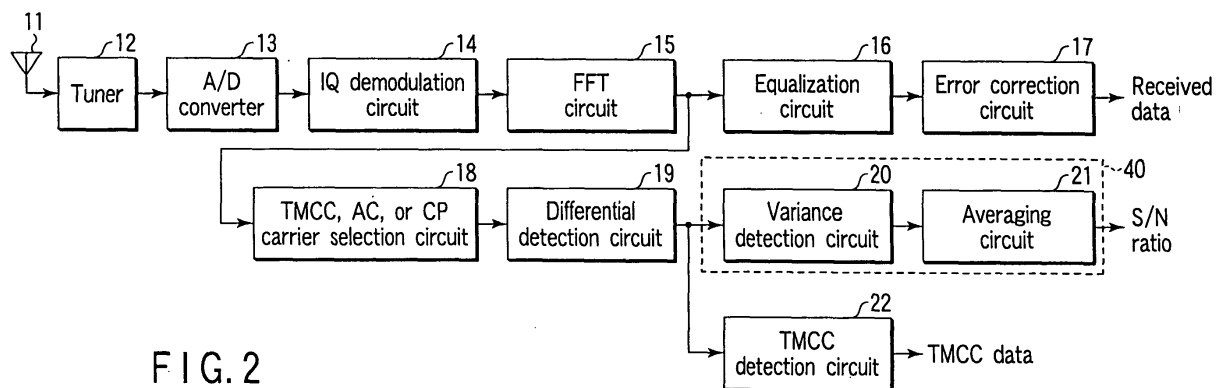 11
12
13
14
15
16
17
Tuner
A/D
converter
IQ demodulation
circuit
FFT
circuit
Equalization
circuit
Error correction
circuit
Received
data
18
19
20
21
40
TMCC, AC, or CP
carrier selection circuit
Differential
detection circuit
Variance
detection circuit
Averaging
circuit
S/N
ratio
22
TMCC
detection circuit
TMCC data
FIG. 2